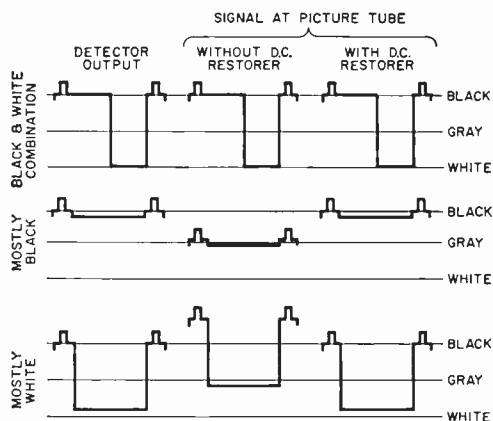 SIGNAL AT PICTURE TUBE
DETECTOR
OUTPUT
WITHOUT D.C.
RESTORER
WITH D.C.
RESTORER
BLACK & WHITE
COMBINATION
BLACK
GRAY
WHITE
MOSTLY
BLACK
BLACK
GRAY
WHITE
MOSTLY
WHITE
BLACK
GRAY
WHITE